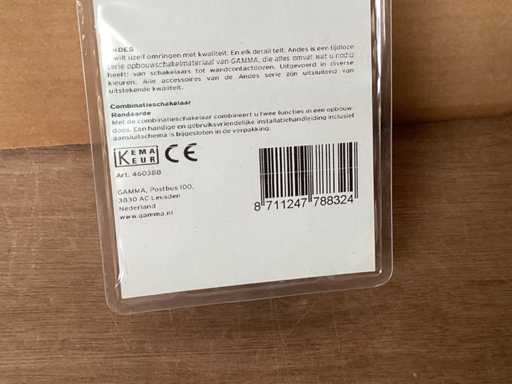 ANDES
wilt uzelf omringen met kwaliteit. En elk detail telt. Andes is een tijdloze
serie opbouwschakelmateriaal van GAMMA, die alles omvat wat u nodig
heeft: van schakelaars tot wandcontactdozen. Uitgevoerd in diverse
kleuren. Alle accessoires van de Andes serie zijn uitsluitend van
uitstekende kwaliteit.
Combinatieschakelaar
Randaarde
Met de combinatieschakelaar combineert u twee functies in een opbouw-
doos. Een handige en gebruiksvriendelijke installatiehandleiding inclusief
aansluitschema is bijgesloten in de verpakking.
KEMA
KEUR CE
Art. 460388
GAMMA, Postbus 100,
3830 AC Leusden
Nederland
www.gamma.nl
8 711247 788324